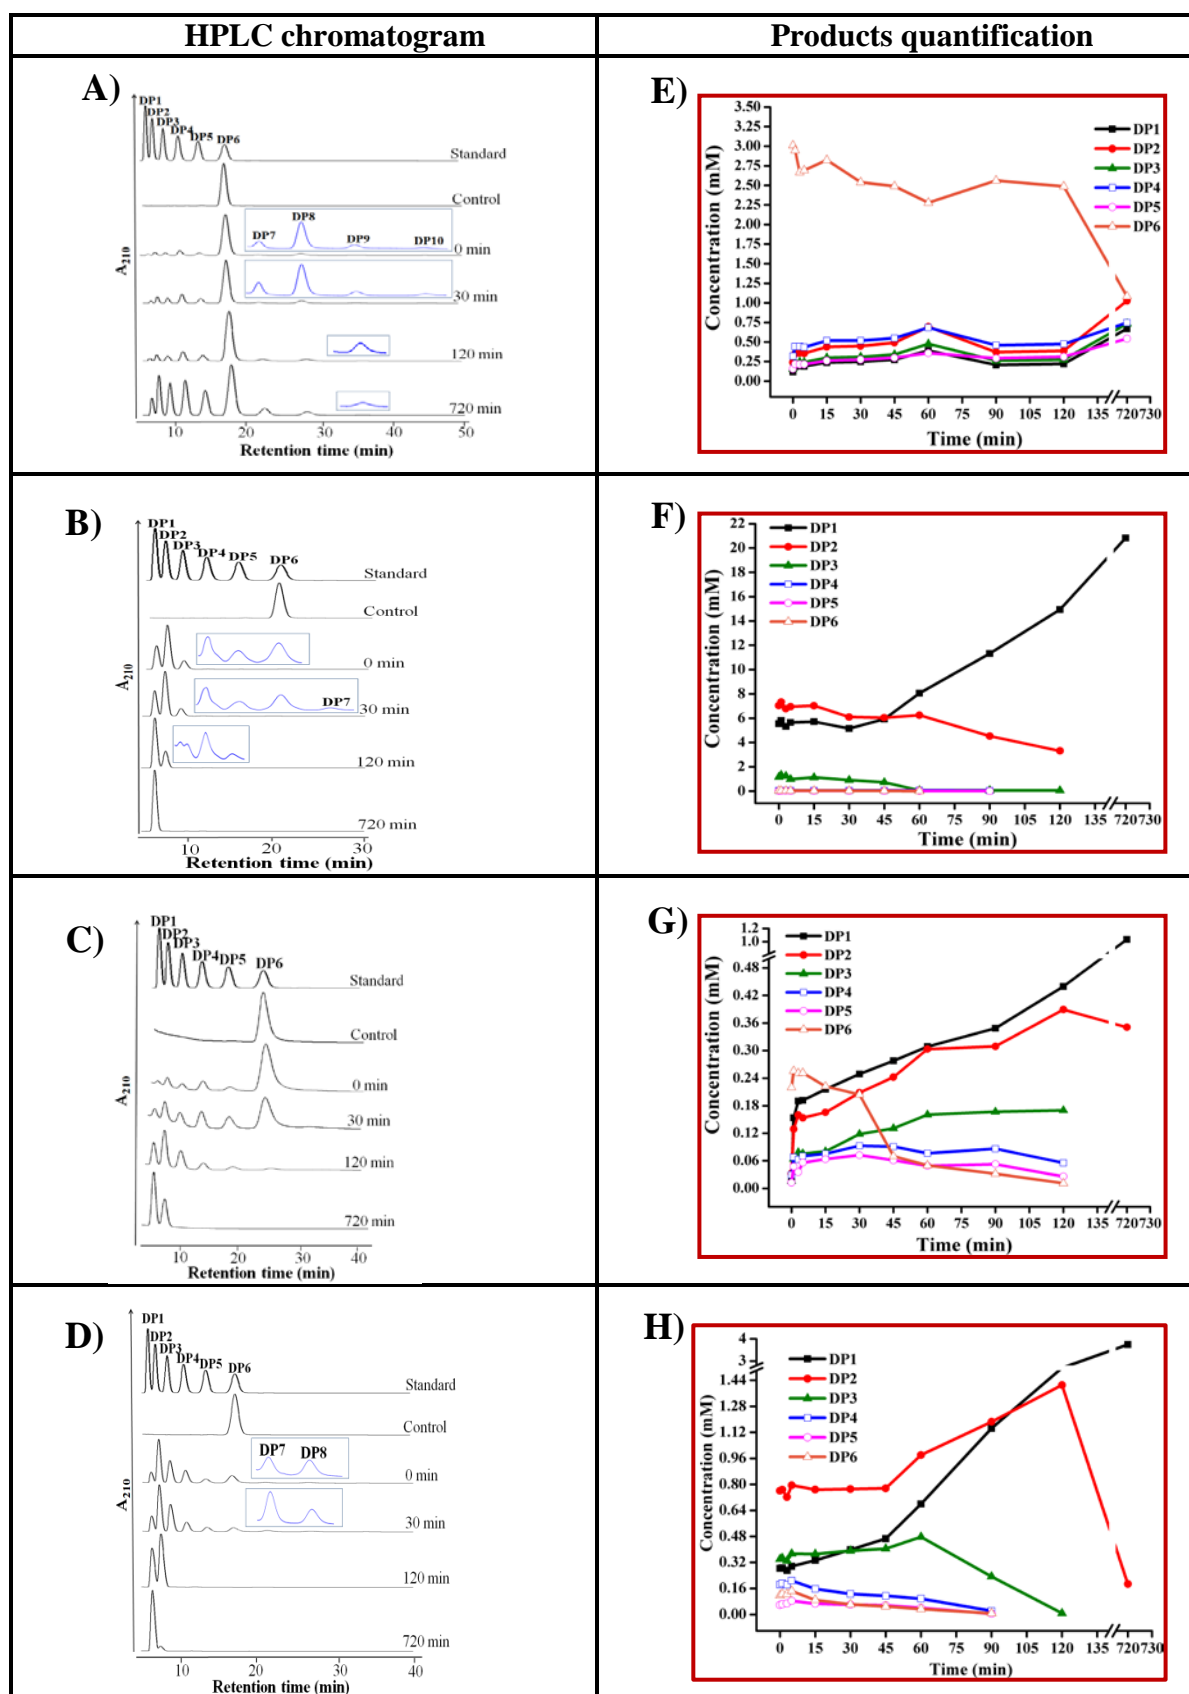 HPLC chromatogram
Products quantification
A)
DP1
DP2
DP3
DP4
DP5
DP6
Standard
Control
DP7
DP8
DP9
DP10
0 min
30 min
120 min
720 min
A210
10 20 30 40 50
Retention time (min)
E)
3.50
3.00
2.50
2.00
1.75
1.50
1.25
1.00
0.75
0.50
0.25
0.00
Concentration (mM)
DP1
DP2
DP3
DP4
DP5
DP6
0 15 30 45 60 75 90 120 135 720 730
Time (min)
B)
DP1
DP2
DP3
DP4
DP5
DP6
Standard
Control
0 min
DP7
30 min
120 min
720 min
A210
10 20 30
Retention time (min)
F)
22
20
18
16
14
12
10
8
6
4
2
0
Concentration (mM)
DP1
DP2
DP3
DP4
DP5
DP6
0 15 30 45 60 75 90 105 120 135 720 730
Time (min)
C)
DP1
DP2
DP3
DP4
DP5
DP6
Standard
Control
0 min
30 min
120 min
720 min
A210
10 20 30 40
Retention time (min)
G)
1.2
1.0
0.48
0.42
0.36
0.30
0.24
0.18
0.12
0.06
0.00
Concentration (mM)
DP1
DP2
DP3
DP4
DP5
DP6
0 15 30 45 60 75 90 105 120 135 720 730
Time (min)
D)
DP1
DP2
DP3
DP4
DP5
DP6
Standard
Control
DP7
DP8
0 min
30 min
120 min
720 min
A210
10 20 30 40
Retention time (min)
H)
4
3
1.44
1.28
1.12
0.96
0.80
0.64
0.48
0.32
0.16
0.00
Concentration (mM)
DP1
DP2
DP3
DP4
DP5
DP6
0 15 30 45 60 75 90 105 120 135 720 730
Time (min)